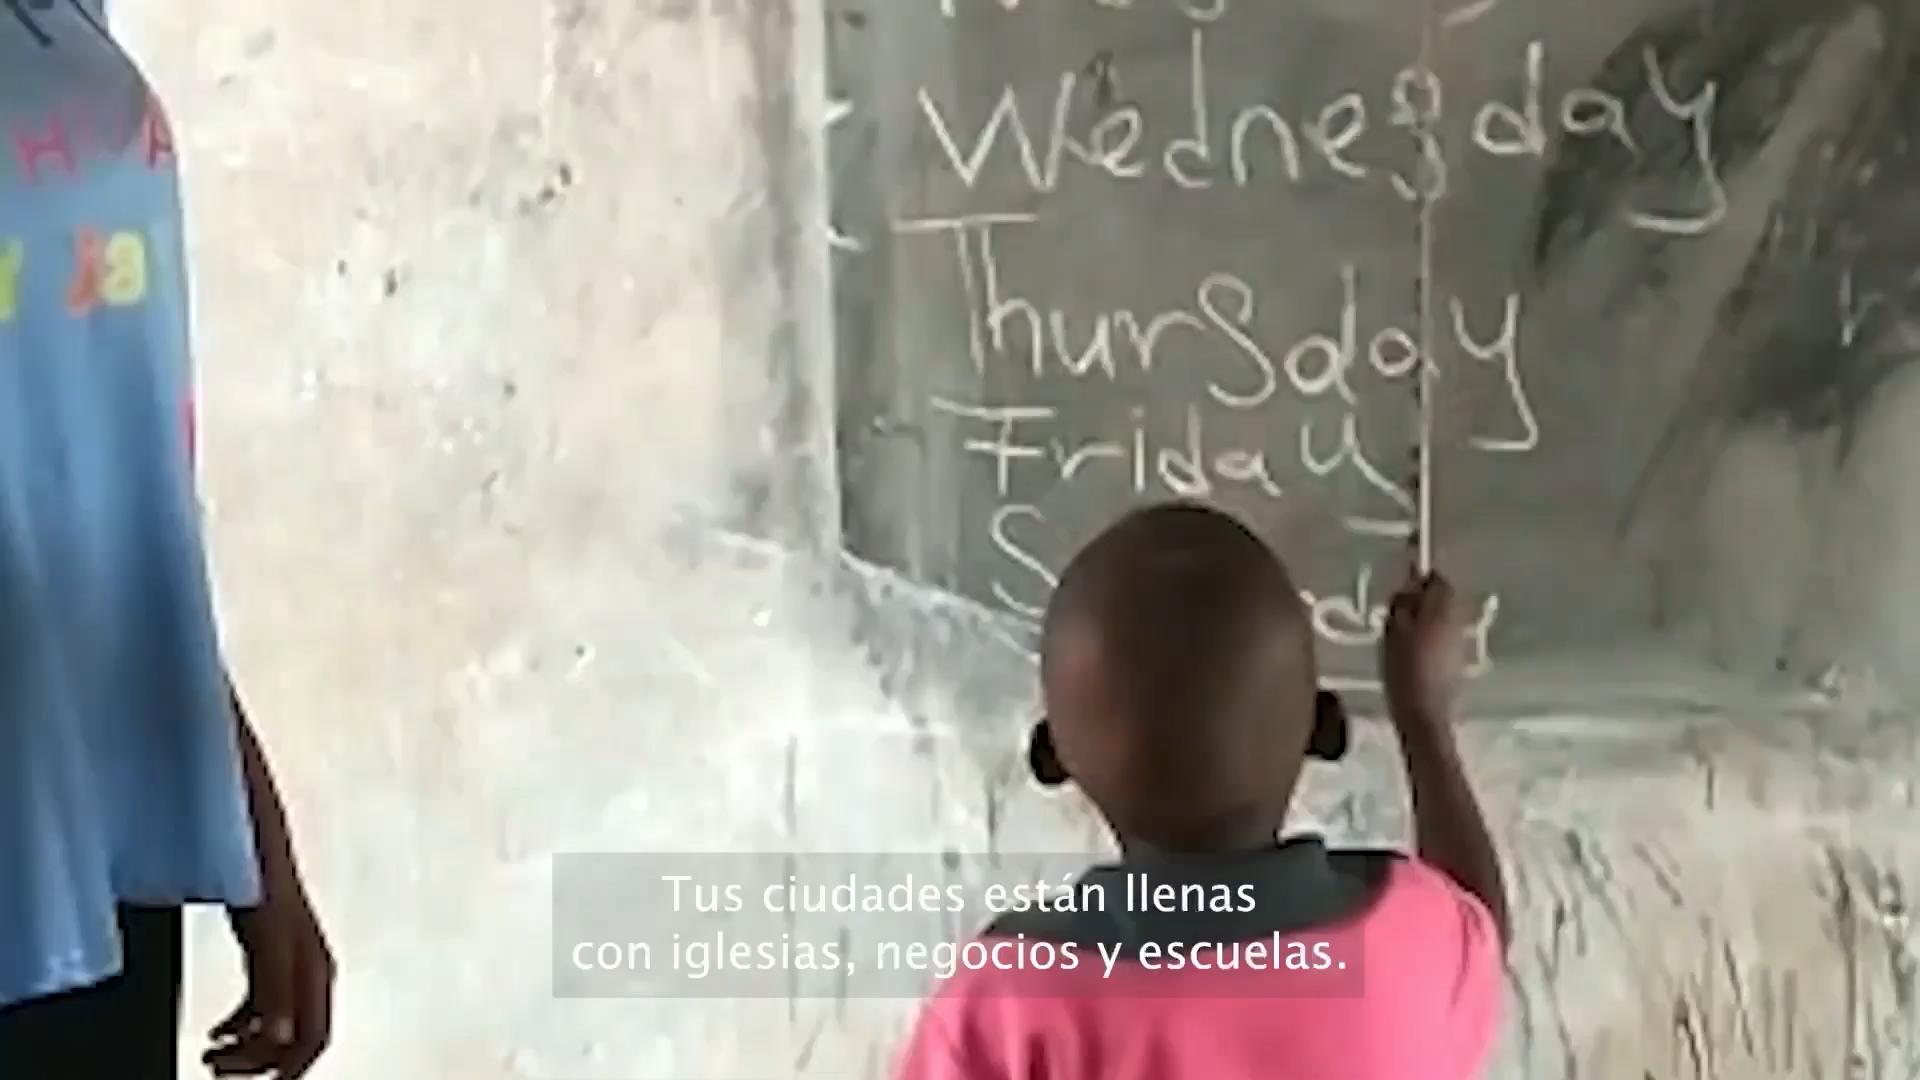 Wednesday
Thursday
Friday
Tus ciudades están llenas
con iglesias, negocios y escuelas.